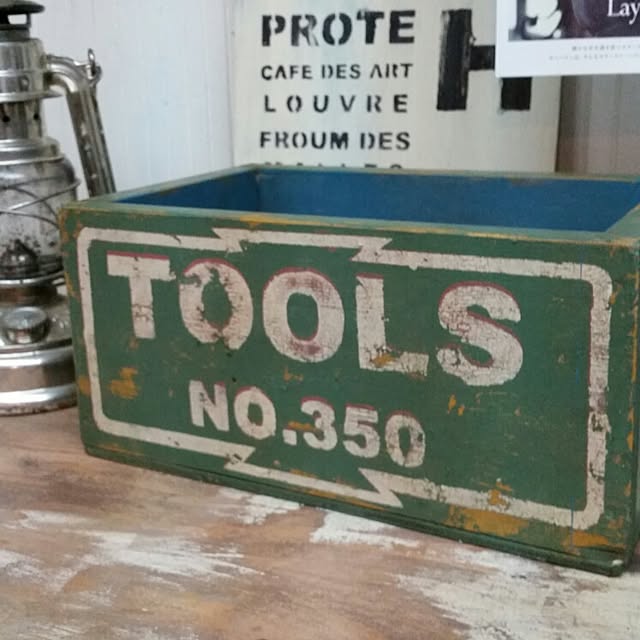 PROTE
CAFE DES ART
LOUVRE
FROUM DES
H
Lay
TOOLS
NO.350